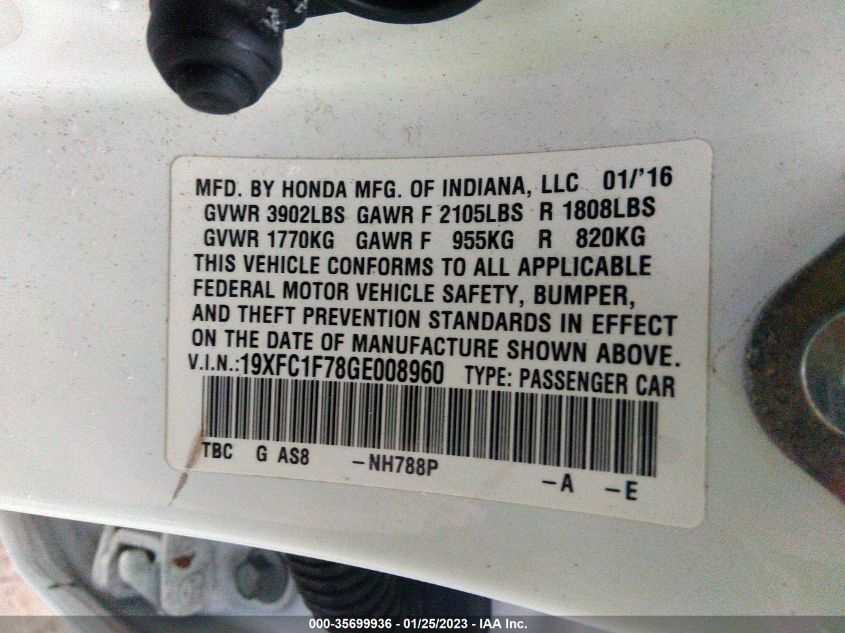 MFD. BY HONDA MFG. OF INDIANA, LLC 01/'16
GVWR 3902LBS GAWR F 2105LBS R 1808LBS
GVWR 1770KG GAWR F 955KG R 820KG
THIS VEHICLE CONFORMS TO ALL APPLICABLE
FEDERAL MOTOR VEHICLE SAFETY, BUMPER,
AND THEFT PREVENTION STANDARDS IN EFFECT
ON THE DATE OF MANUFACTURE SHOWN ABOVE.
V.I.N.:19XFC1F78GE008960 TYPE: PASSENGER CAR
TBC G AS8 -NH788P -A -E
000-35699936 - 01/25/2023 - IAA Inc.